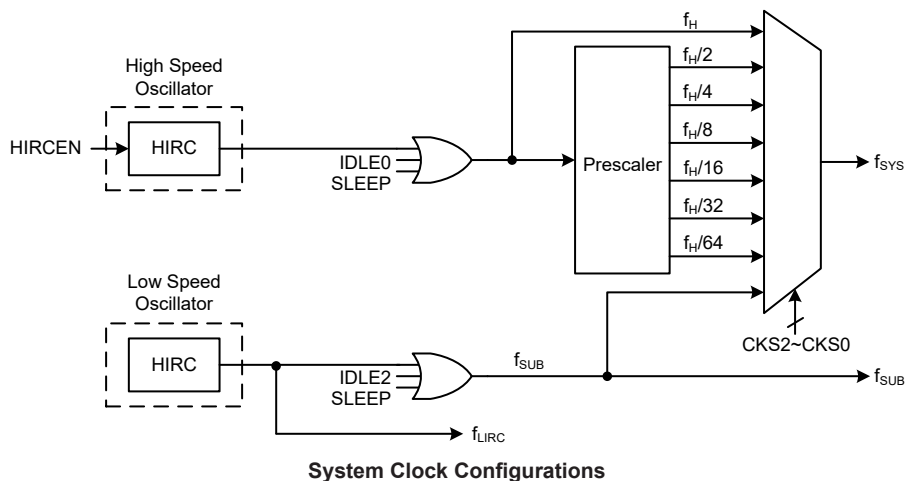 High Speed
Oscillator
HIRCEN
HIRC
IDLE0
SLEEP
Prescaler
fH
fH/2
fH/4
fH/8
fH/16
fH/32
fH/64
fSYS
CKS2~CKS0
Low Speed
Oscillator
HIRC
IDLE2
SLEEP
fSUB
fSUB
fLIRC
System Clock Configurations